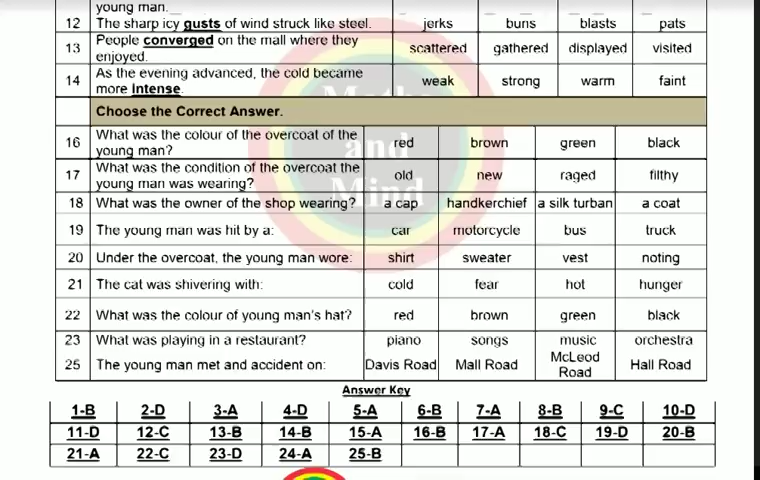 young man.
12 The sharp icy gusts of wind struck like steel. jerks buns blasts pats
13 People converged on the mall where they enjoyed. scattered gathered displayed visited
14 As the evening advanced, the cold became more intense. weak strong warm faint
Choose the Correct Answer.
16 What was the colour of the overcoat of the young man? red brown green black
17 What was the condition of the overcoat the young man was wearing? old new raged filthy
18 What was the owner of the shop wearing? a cap handkerchief a silk turban a coat
19 The young man was hit by a: car motorcycle bus truck
20 Under the overcoat, the young man wore: shirt sweater vest noting
21 The cat was shivering with: cold fear hot hunger
22 What was the colour of young man's hat? red brown green black
23 What was playing in a restaurant? piano songs music orchestra
25 The young man met and accident on: Davis Road Mall Road McLeod Road Hall Road
Answer Key
1-B 2-D 3-A 4-D 5-A 6-B 7-A 8-B 9-C 10-D
11-D 12-C 13-B 14-B 15-A 16-B 17-A 18-C 19-D 20-B
21-A 22-C 23-D 24-A 25-B
Maths
and
Mind